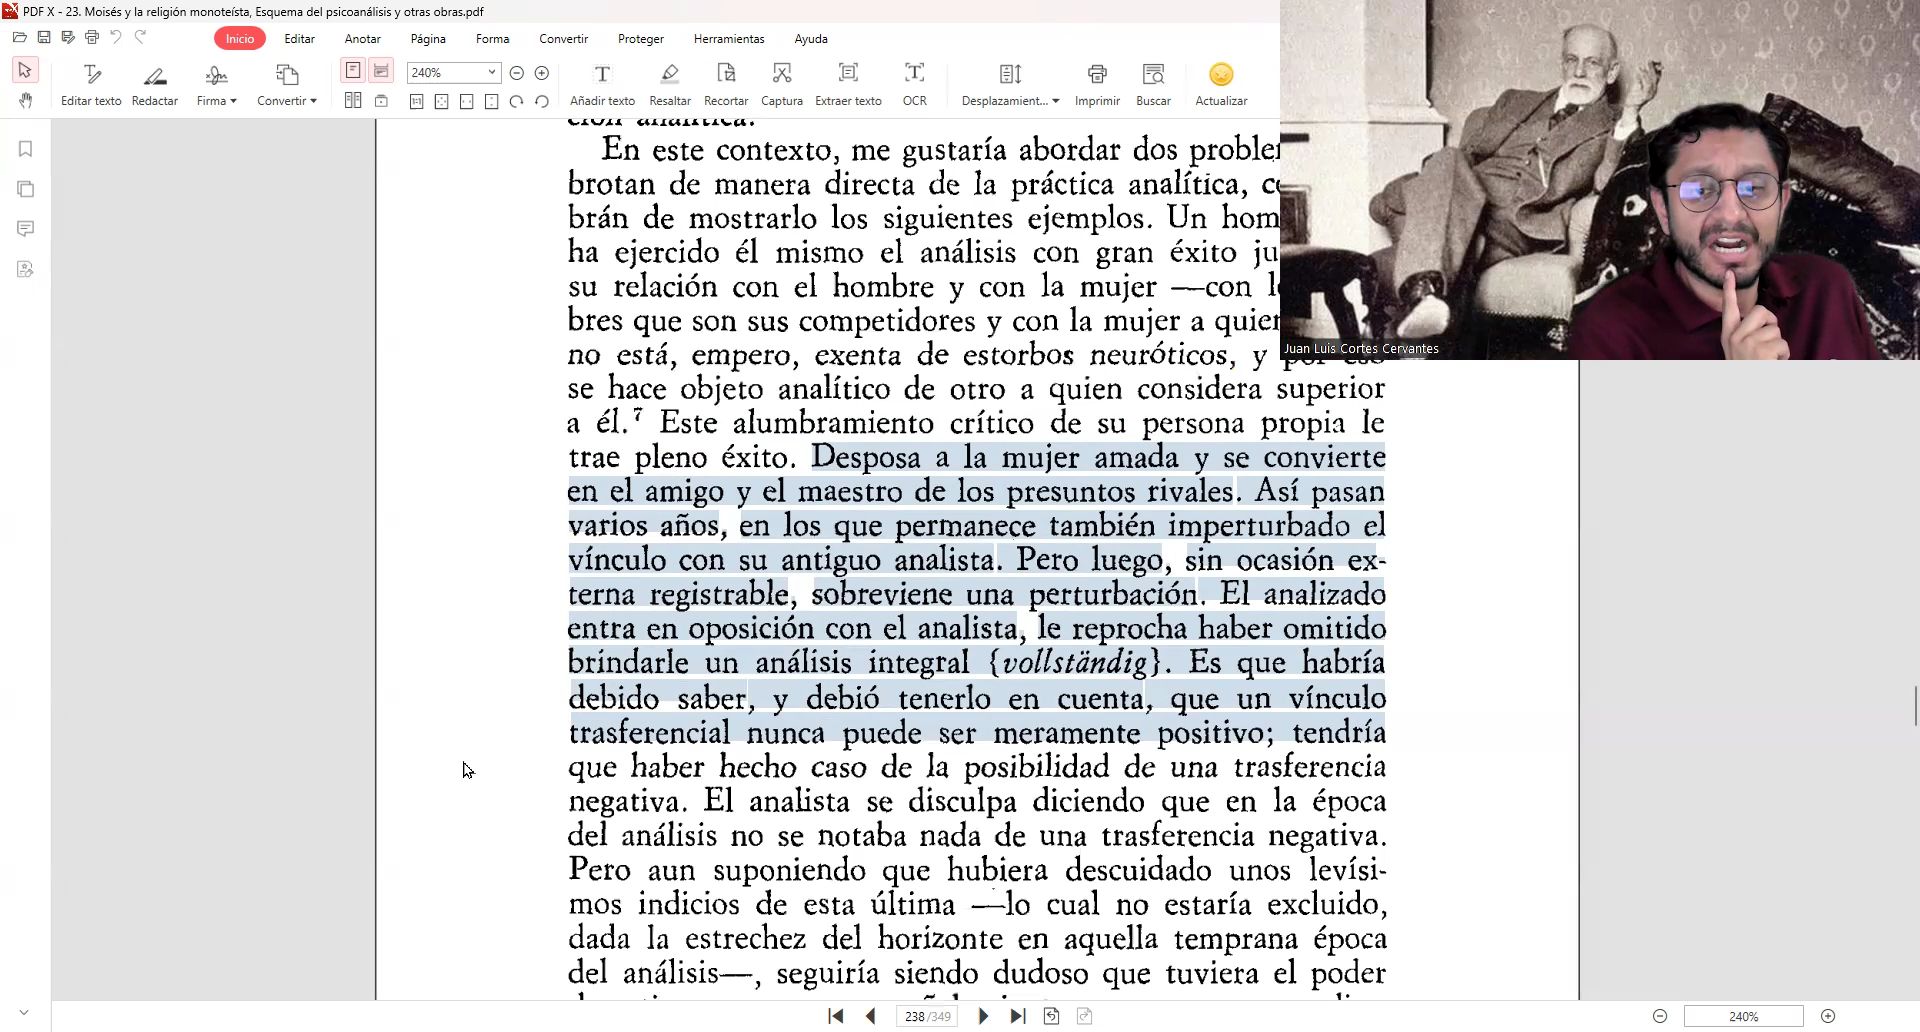 PDF X - 23. Moisés y la religión monoteísta, Esquema del psicoanálisis y otras obras.pdf
Inicio Editar Anotar Página Forma Convertir Proteger Herramientas Ayuda
240%
Editar texto Redactar Firma Convertir Añadir texto Resaltar Recortar Captura Extraer texto OCR Desplazamient... Imprimir Buscar Actualizar
ción analítica.
En este contexto, me gustaría abordar dos
brotan de manera directa de la práctica analítica,
brán de mostrarlo los siguientes ejemplos. Un
ha ejercido él mismo el análisis con gran éxito
su relación con el hombre y con la mujer —con
bres que son sus competidores y con la mujer a
no está, empero, exenta de estorbos neuróticos, y por eso
se hace objeto analítico de otro a quien considera superior
a él.⁷ Este alumbramiento crítico de su persona propia le
trae pleno éxito. Desposa a la mujer amada y se convierte
en el amigo y el maestro de los presuntos rivales. Así pasan
varios años, en los que permanece también imperturbado el
vínculo con su antiguo analista. Pero luego, sin ocasión ex-
terna registrable, sobreviene una perturbación. El analizado
entra en oposición con el analista, le reprocha haber omitido
brindarle un análisis integral {vollständig}. Es que habría
debido saber, y debió tenerlo en cuenta, que un vínculo
trasferencial nunca puede ser meramente positivo; tendría
que haber hecho caso de la posibilidad de una trasferencia
negativa. El analista se disculpa diciendo que en la época
del análisis no se notaba nada de una trasferencia negativa.
Pero aun suponiendo que hubiera descuidado unos levísi-
mos indicios de esta última —lo cual no estaría excluido,
dada la estrechez del horizonte en aquella temprana época
del análisis—, seguiría siendo dudoso que tuviera el poder
Juan Luis Cortes Cervantes
238/349
240%